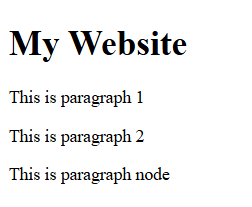 My Website
This is paragraph 1
This is paragraph 2
This is paragraph node